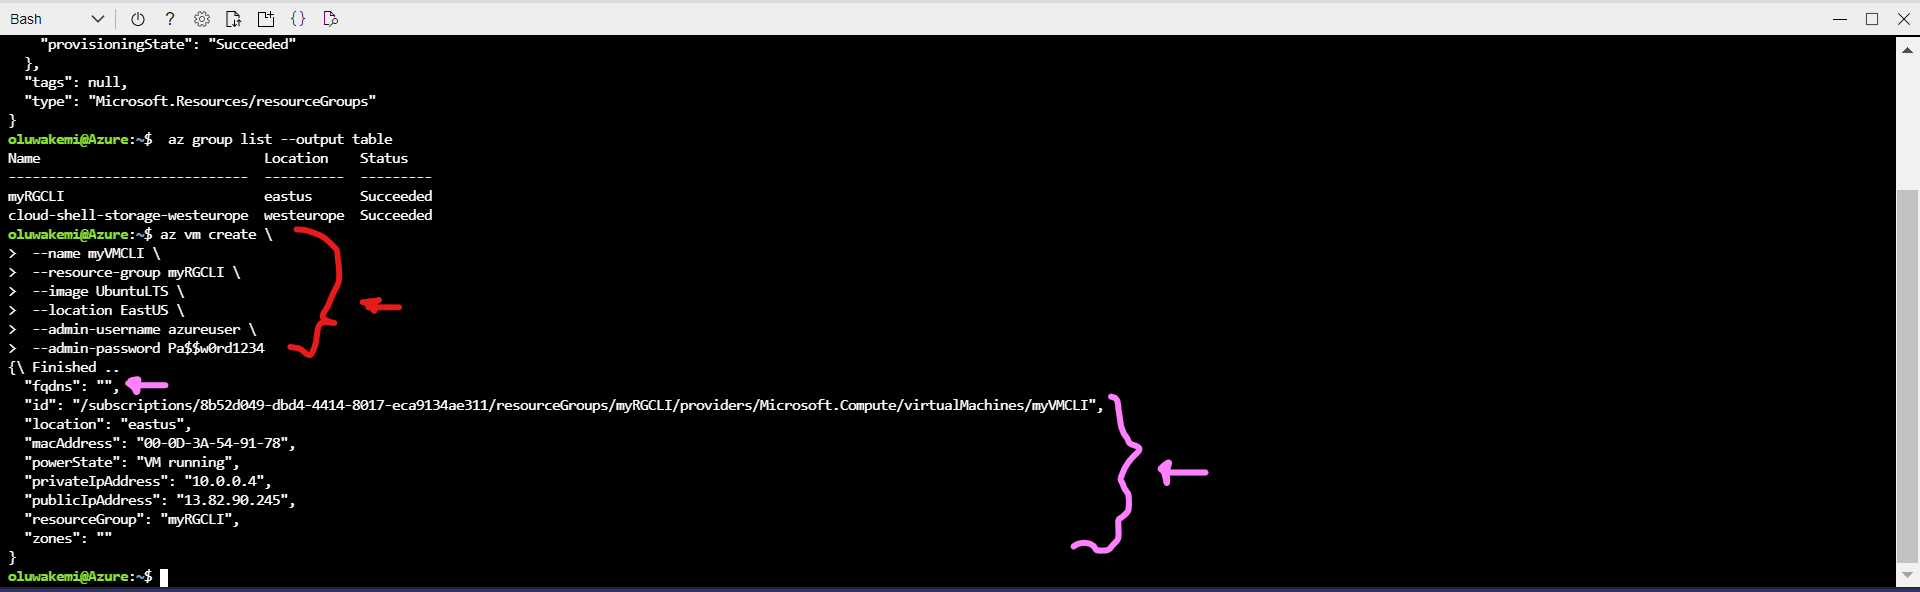 Bash
"provisioningState": "Succeeded"
},
"tags": null,
"type": "Microsoft.Resources/resourceGroups"
}
oluwakemi@Azure:~$  az group list --output table
Name                            Location    Status
------------------------------  ----------  ---------
myRGCLI                         eastus      Succeeded
cloud-shell-storage-westeurope  westeurope  Succeeded
oluwakemi@Azure:~$ az vm create \
>  --name myVMCLI \
>  --resource-group myRGCLI \
>  --image UbuntuLTS \
>  --location EastUS \
>  --admin-username azureuser \
>  --admin-password Pa$$w0rd1234
{\ Finished ..
"fqdns": "",
"id": "/subscriptions/8b52d049-dbd4-4414-8017-eca9134ae311/resourceGroups/myRGCLI/providers/Microsoft.Compute/virtualMachines/myVMCLI",
"location": "eastus",
"macAddress": "00-0D-3A-54-91-78",
"powerState": "VM running",
"privateIpAddress": "10.0.0.4",
"publicIpAddress": "13.82.90.245",
"resourceGroup": "myRGCLI",
"zones": ""
}
oluwakemi@Azure:~$